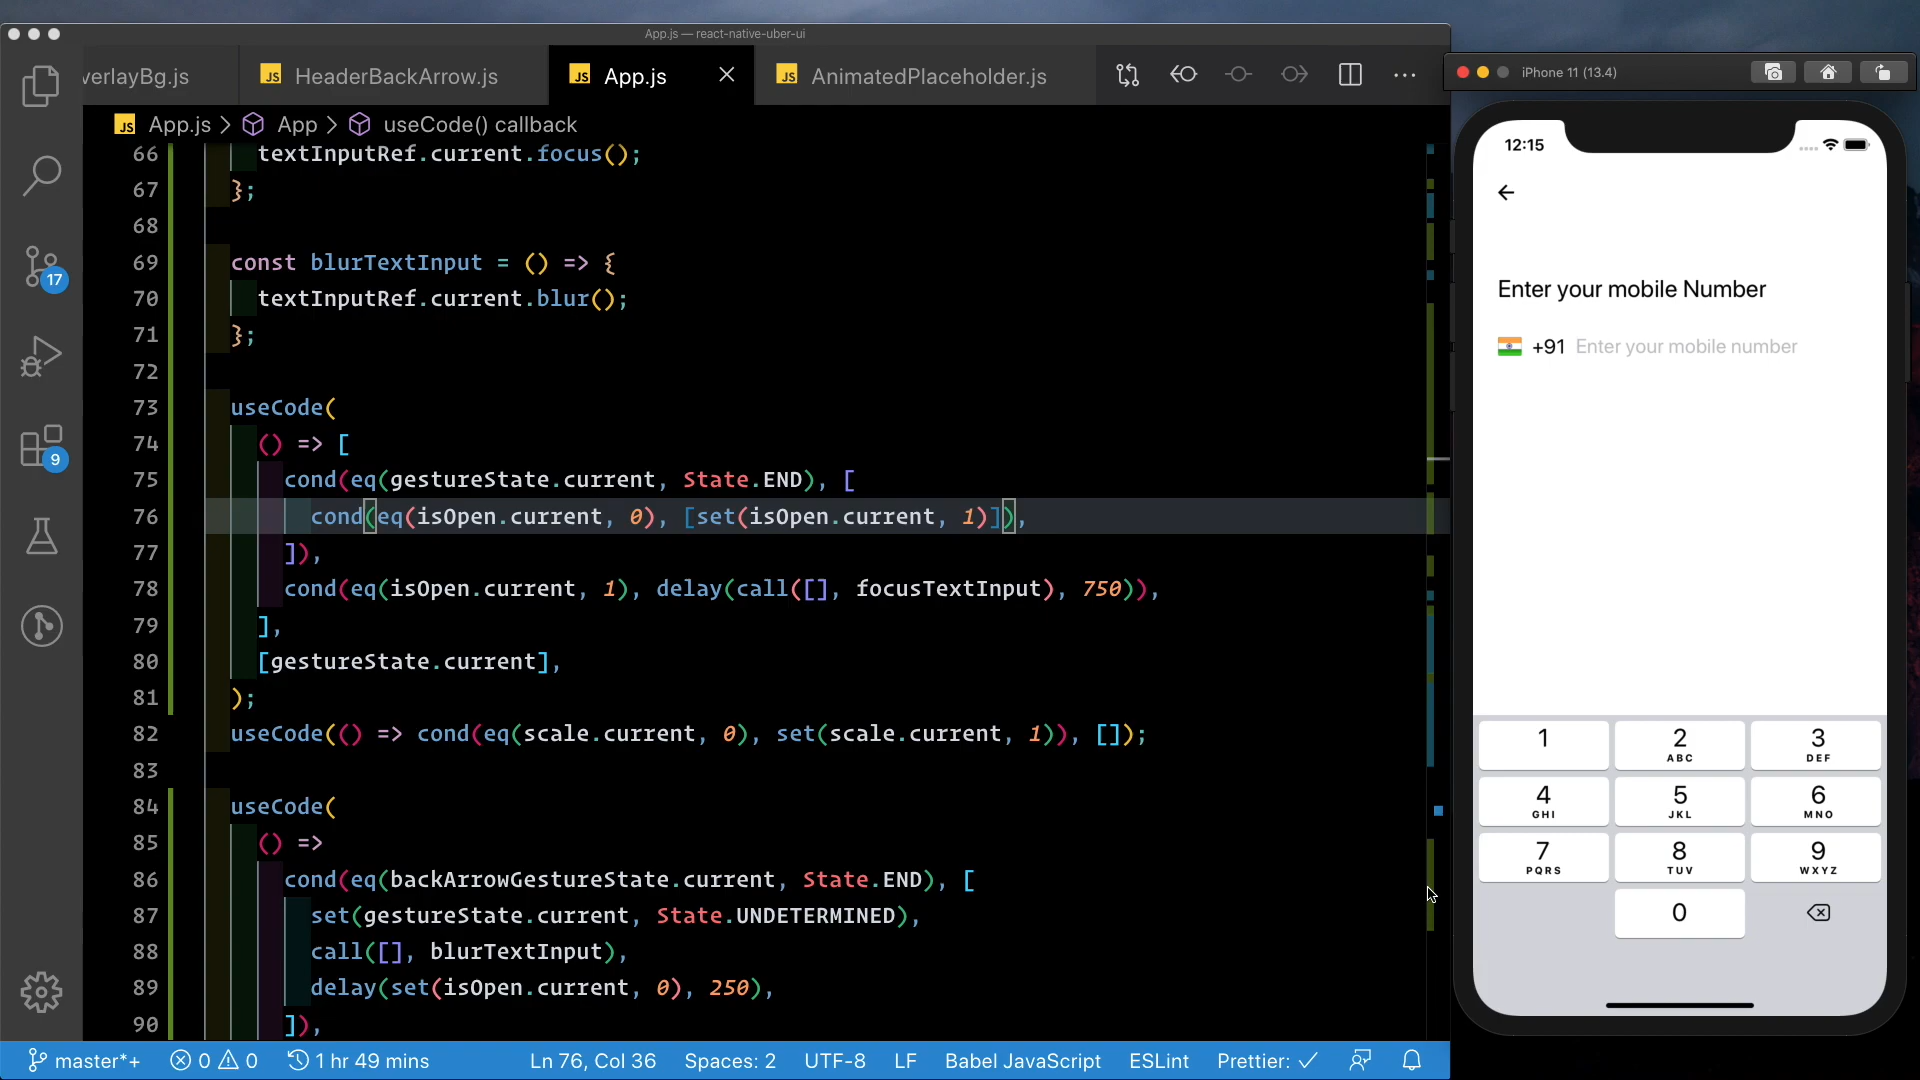 App.js — react-native-uber-ui
verlayBg.js
JS HeaderBackArrow.js
JS App.js
JS AnimatedPlaceholder.js
JS App.js > App > useCode() callback
66 textInputRef.current.focus();
67 };
68
69 const blurTextInput = () => {
70 textInputRef.current.blur();
71 };
72
73 useCode(
74 () => [
75 cond(eq(gestureState.current, State.END), [
76 cond(eq(isOpen.current, 0), [set(isOpen.current, 1)]),
77 ]),
78 cond(eq(isOpen.current, 1), delay(call([], focusTextInput), 750)),
79 ],
80 [gestureState.current],
81 );
82 useCode(() => cond(eq(scale.current, 0), set(scale.current, 1)), []);
83
84 useCode(
85 () =>
86 cond(eq(backArrowGestureState.current, State.END), [
87 set(gestureState.current, State.UNDETERMINED),
88 call([], blurTextInput),
89 delay(set(isOpen.current, 0), 250),
90 ]),
17
9
master*+ 0 0 1 hr 49 mins Ln 76, Col 36 Spaces: 2 UTF-8 LF Babel JavaScript ESLint Prettier: ✓
iPhone 11 (13.4)
12:15
Enter your mobile Number
+91 Enter your mobile number
1 2 3
ABC DEF
4 5 6
GHI JKL MNO
7 8 9
PQRS TUV WXYZ
0